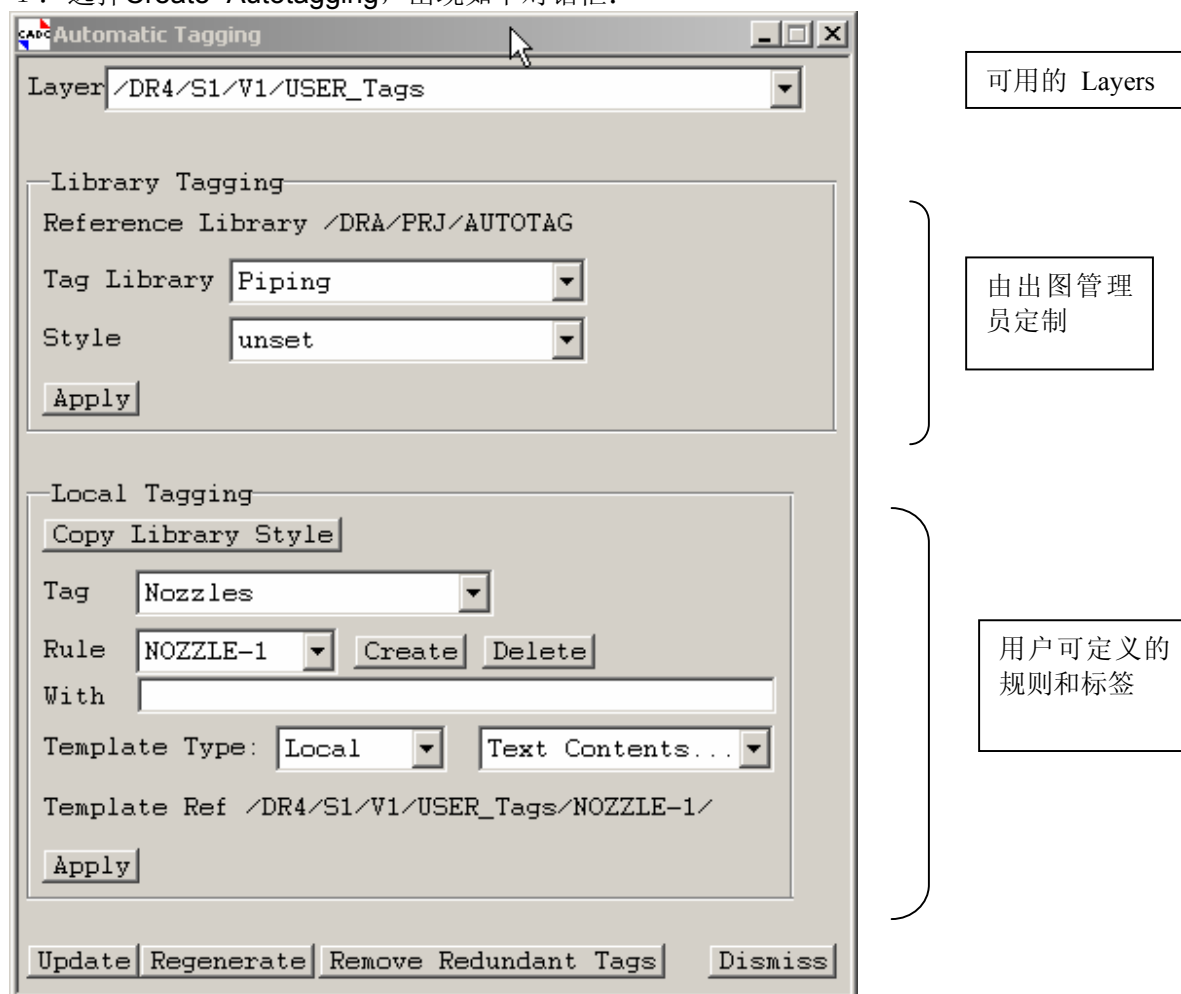 1．选择Create>Autotagging，出现如下对话框：
Automatic Tagging
Layer /DR4/S1/V1/USER_Tags
可用的 Layers
Library Tagging
Reference Library /DRA/PRJ/AUTOTAG
Tag Library Piping
Style unset
Apply
由出图管理
员定制
Local Tagging
Copy Library Style
Tag Nozzles
Rule NOZZLE-1 Create Delete
With
Template Type: Local Text Contents...
Template Ref /DR4/S1/V1/USER_Tags/NOZZLE-1/
Apply
用户可定义的
规则和标签
Update Regenerate Remove Redundant Tags Dismiss